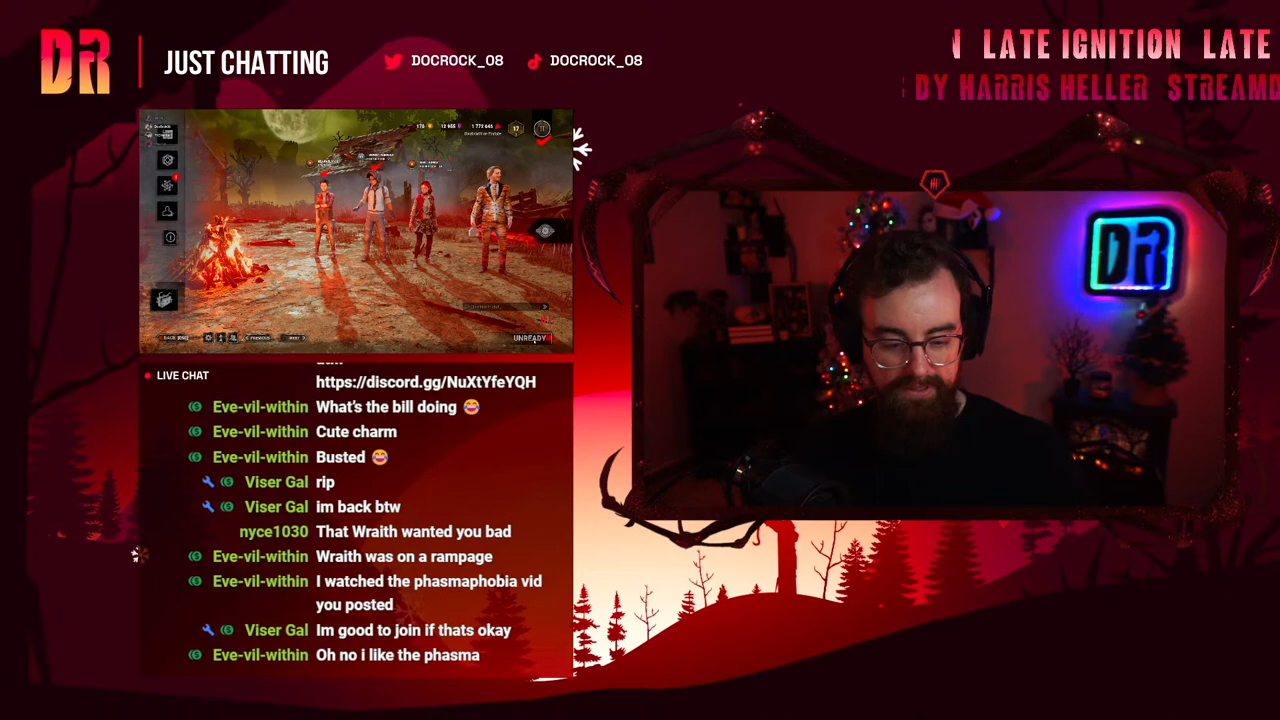 DR
JUST CHATTING
DOCROCK_08
DOCROCK_08
LATE IGNITION LATE
BY HARRIS HELLER STREAMD
17
UNREADY
LIVE CHAT
https://discord.gg/NuXtYfeYQH
Eve-vil-within What's the bill doing 😂
Eve-vil-within Cute charm
Eve-vil-within Busted 😂
Viser Gal rip
Viser Gal im back btw
nyce1030 That Wraith wanted you bad
Eve-vil-within Wraith was on a rampage
Eve-vil-within I watched the phasmaphobia vid
you posted
Viser Gal Im good to join if thats okay
Eve-vil-within Oh no i like the phasma
DR